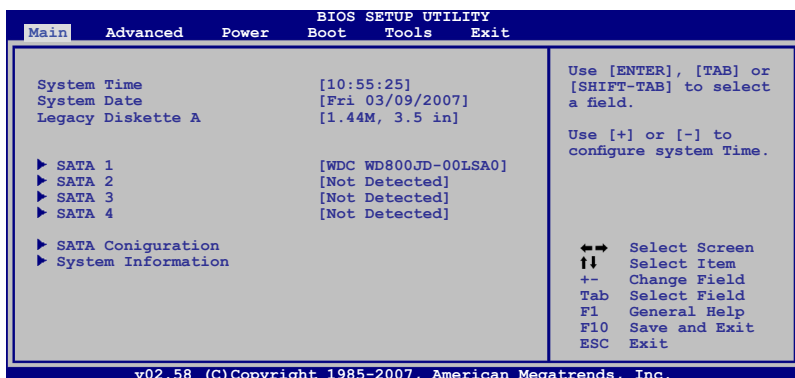 BIOS SETUP UTILITY
Main Advanced Power Boot Tools Exit
System Time [10:55:25]
System Date [Fri 03/09/2007]
Legacy Diskette A [1.44M, 3.5 in]
SATA 1 [WDC WD800JD-00LSA0]
SATA 2 [Not Detected]
SATA 3 [Not Detected]
SATA 4 [Not Detected]
SATA Coniguration
System Information
Use [ENTER], [TAB] or
[SHIFT-TAB] to select
a field.
Use [+] or [-] to
configure system Time.
←→ Select Screen
↑↓ Select Item
+- Change Field
Tab Select Field
F1 General Help
F10 Save and Exit
ESC Exit
v02.58 (C)Copyright 1985-2007, American Megatrends, Inc.